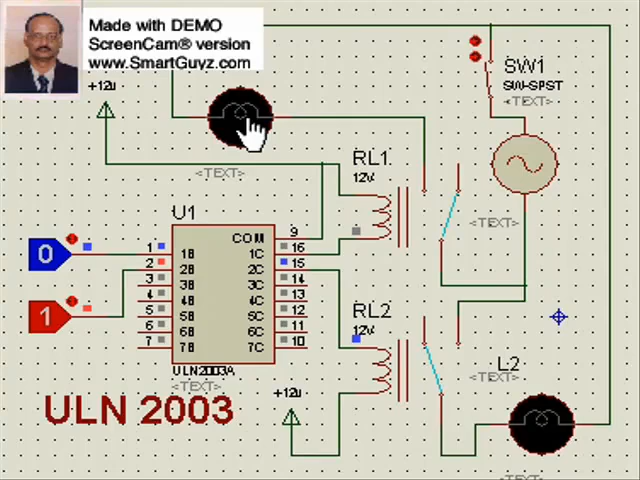 Made with DEMO
ScreenCam® version
www.SmartGuyz.com
+12v
SW1
SW-SPST
<TEXT>
<TEXT>
RL1
12V
<TEXT>
U1
COM
9
0
1
1B
1C
16
2
2B
2C
15
3
3B
3C
14
4
4B
4C
13
1
5
5B
5C
12
6
6B
6C
11
7
7B
7C
10
ULN2003A
<TEXT>
RL2
12V
<TEXT>
L2
+12v
ULN 2003
<TEXT>